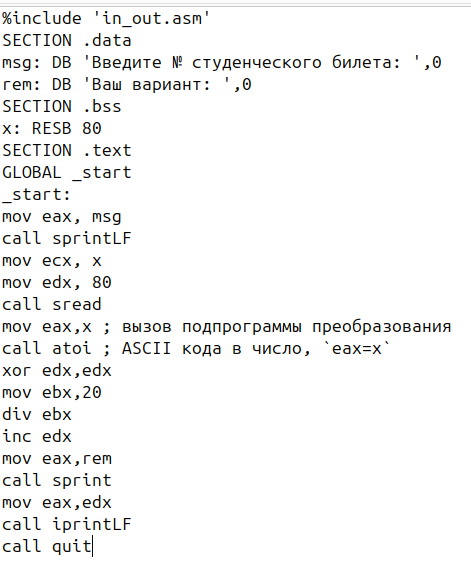 %include 'in_out.asm'
SECTION .data
msg: DB 'Введите № студенческого билета: ',0
rem: DB 'Ваш вариант: ',0
SECTION .bss
x: RESB 80
SECTION .text
GLOBAL _start
_start:
mov eax, msg
call sprintLF
mov ecx, x
mov edx, 80
call sread
mov eax,x ; вызов подпрограммы преобразования
call atoi ; ASCII кода в число, `eax=x`
xor edx,edx
mov ebx,20
div ebx
inc edx
mov eax,rem
call sprint
mov eax,edx
call iprintLF
call quit